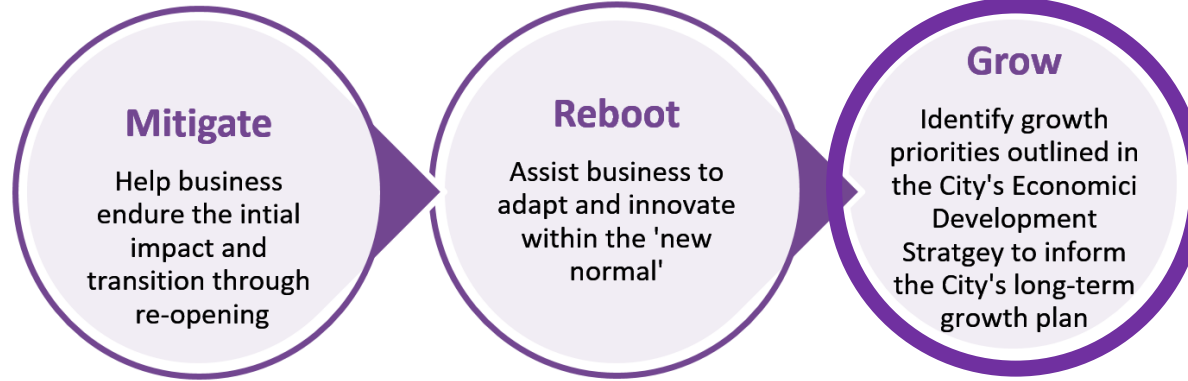 Mitigate
Help business
endure the intial
impact and
transition through
re-opening
Reboot
Assist business to
adapt and innovate
within the 'new
normal'
Grow
Identify growth
priorities outlined in
the City's Economici
Development
Stratgey to inform
the City's long-term
growth plan